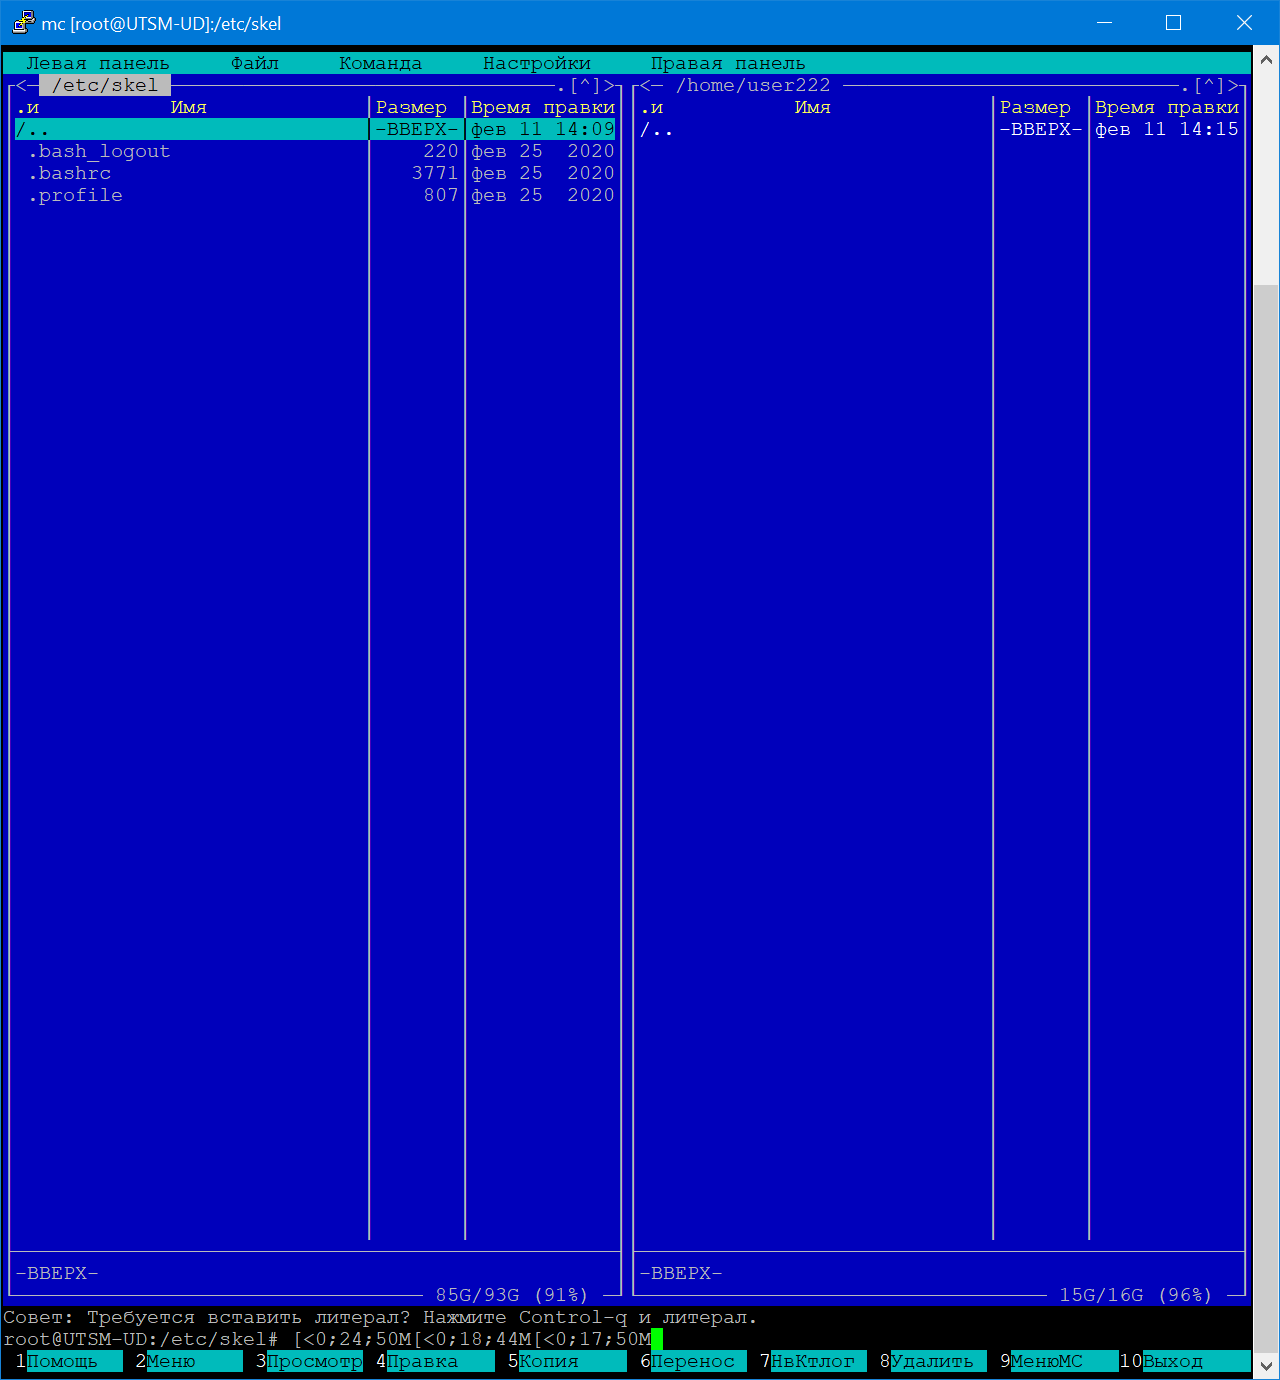 mc [root@UTSM-UD]:/etc/skel
Левая панель Файл Команда Настройки Правая панель
<─ /etc/skel ─.[^]> <─ /home/user222 ─.[^]>
.и Имя │Размер │Время правки .и Имя │Размер │Время правки
/.. │-ВВЕРХ-│фев 11 14:09 /.. │-ВВЕРХ-│фев 11 14:15
.bash_logout │ 220│фев 25 2020
.bashrc │ 3771│фев 25 2020
.profile │ 807│фев 25 2020
-ВВЕРХ- -ВВЕРХ-
85G/93G (91%) 15G/16G (96%)
Совет: Требуется вставить литерал? Нажмите Control-q и литерал.
root@UTSM-UD:/etc/skel# [<0;24;50M[<0;18;44M[<0;17;50M
1Помощь 2Меню 3Просмотр 4Правка 5Копия 6Перенос 7НвКтлог 8Удалить 9МенюМС 10Выход